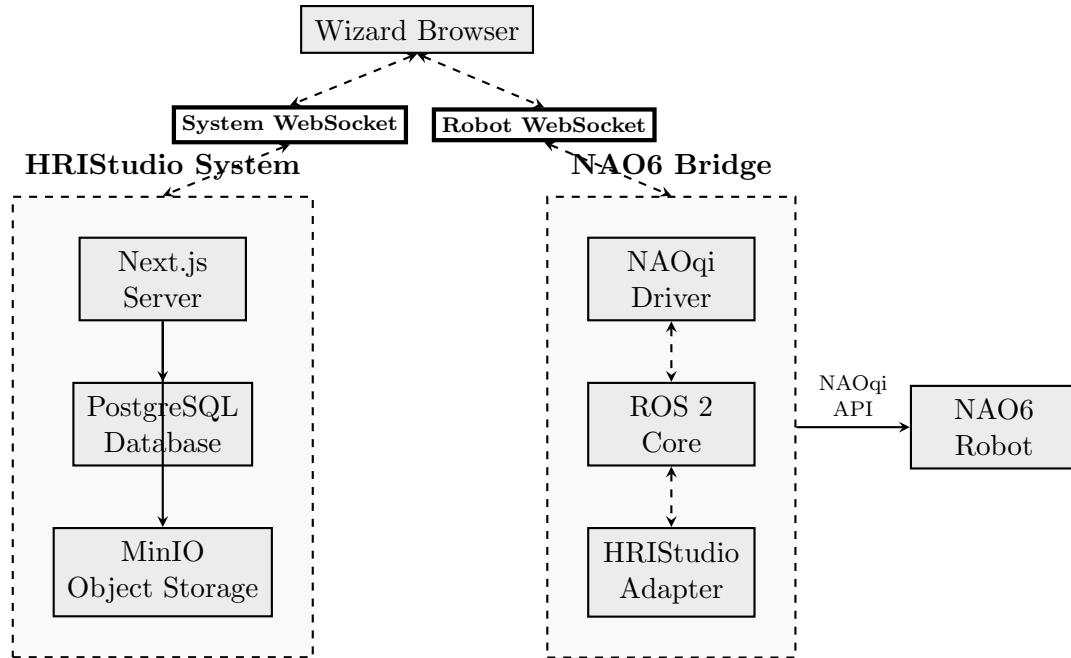 Wizard Browser
System WebSocket
Robot WebSocket
HRIStudio System
NAO6 Bridge
Next.js
Server
PostgreSQL
Database
MinIO
Object Storage
NAOqi
Driver
ROS 2
Core
HRIStudio
Adapter
NAOqi
API
NAO6
Robot